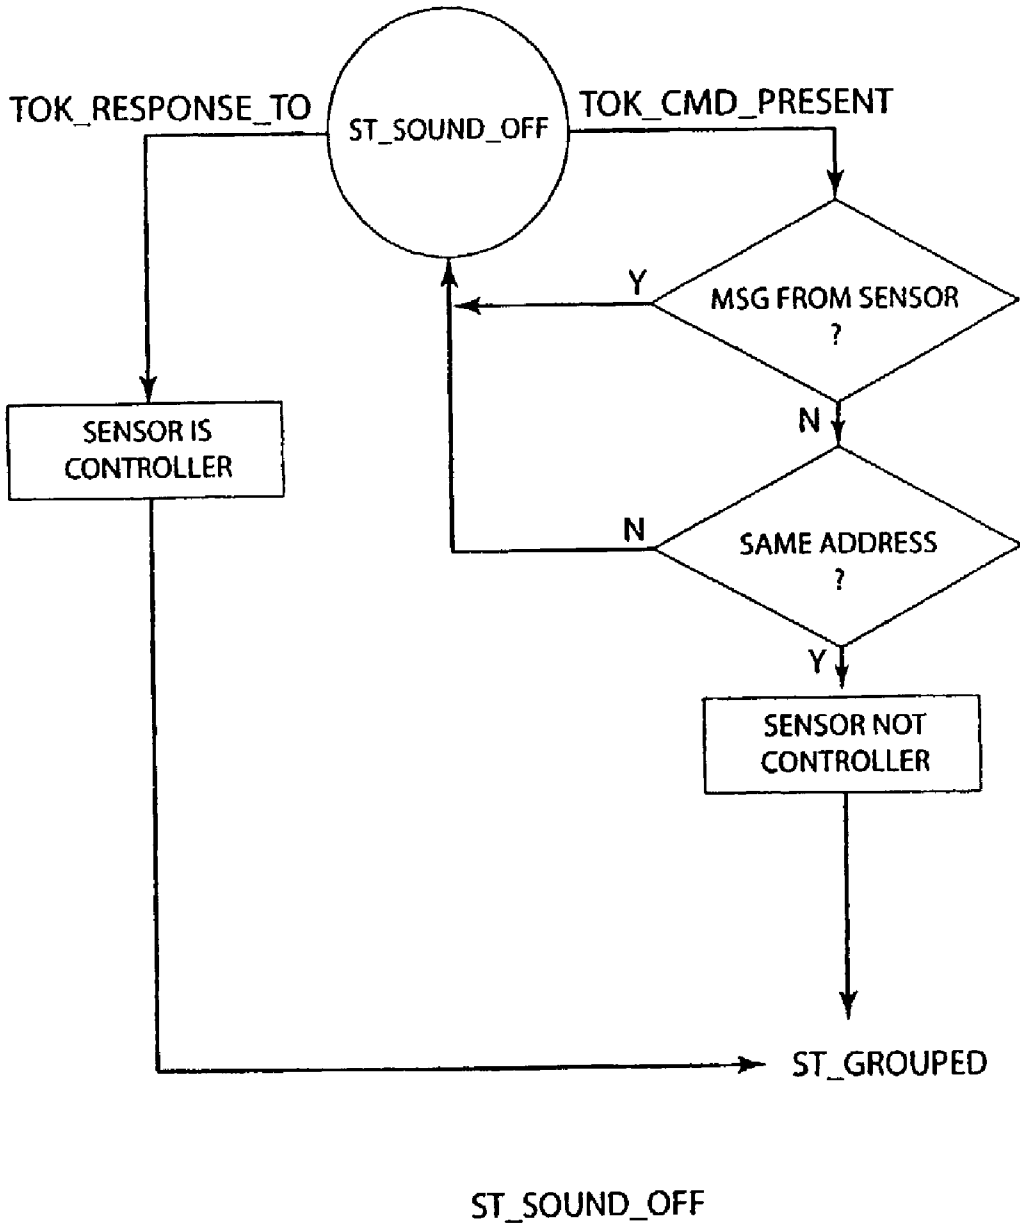 TOK_RESPONSE_TO
ST_SOUND_OFF
TOK_CMD_PRESENT
Y
MSG FROM SENSOR
?
N
SENSOR IS
CONTROLLER
N
SAME ADDRESS
?
Y
SENSOR NOT
CONTROLLER
ST_GROUPED
ST_SOUND_OFF